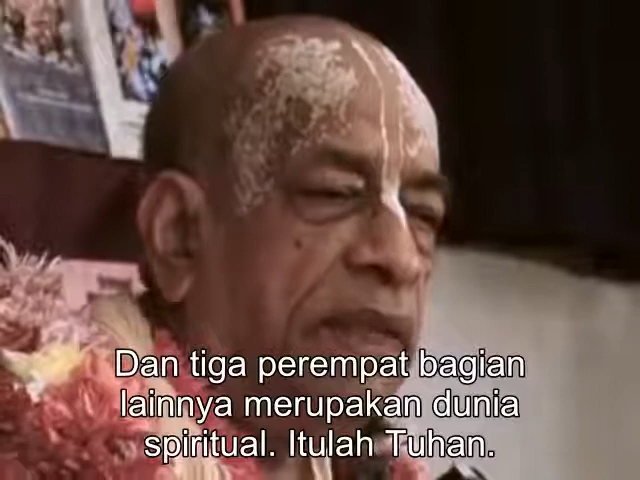 Dan tiga perempat bagian
lainnya merupakan dunia
spiritual. Itulah Tuhan.